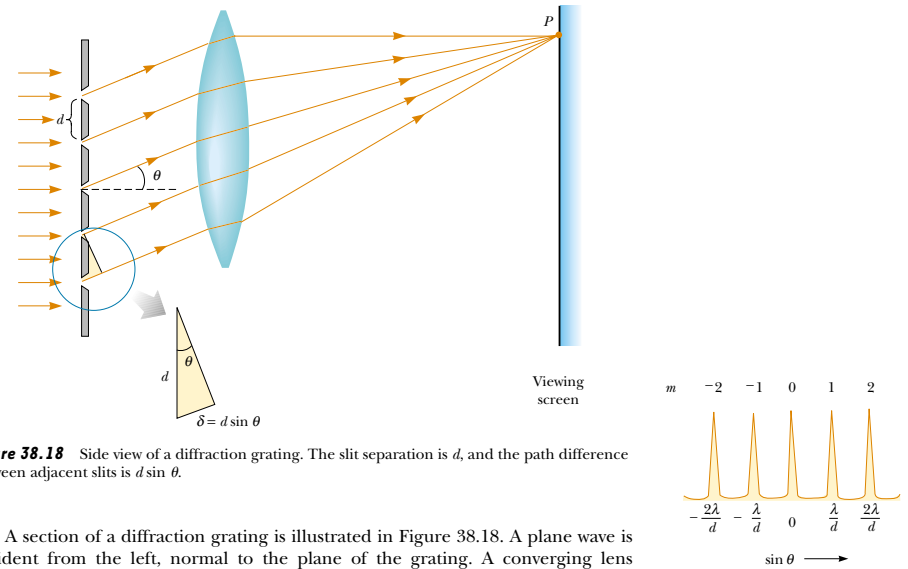 P
d
θ
θ
d
δ = d sin θ
Viewing
screen
re 38.18 Side view of a diffraction grating. The slit separation is d, and the path difference
een adjacent slits is d sin θ.
A section of a diffraction grating is illustrated in Figure 38.18. A plane wave is
ident from the left, normal to the plane of the grating. A converging lens
m -2 -1 0 1 2
-2λ/d -λ/d 0 λ/d 2λ/d
sin θ